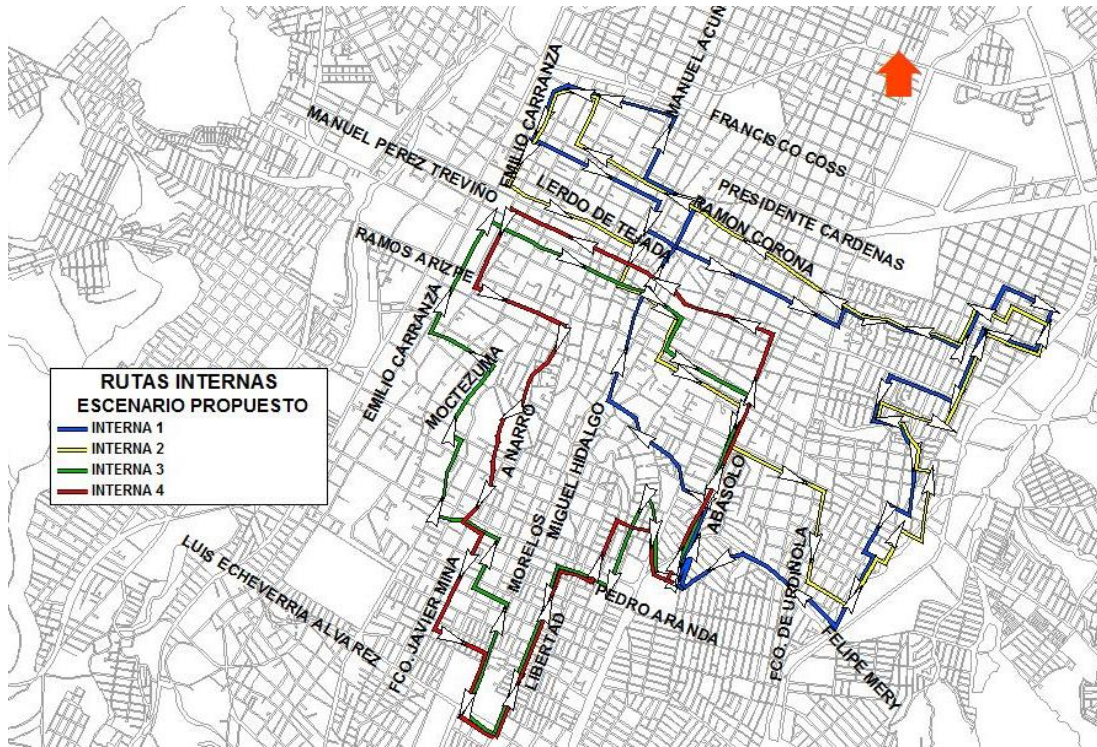 EMILIO CARRANZA
MANUEL ACUÑ
FRANCISCO COSS
MANUEL PEREZ TREVIÑO
LERDO DE TEJADA
PRESIDENTE CARDENAS
RAMON CORONA
RAMOS ARIZPE
EMILIO CARRANZA
MOCTEZUMA
A NARRO
MIGUEL HIDALGO
MORELOS
ABASOLO
FCO. DE URDIÑOLA
FELIPE MERY
PEDRO ARANDA
LIBERTAD
FCO. JAVIER MINA
LUIS ECHEVERRIA ALVAREZ
RUTAS INTERNAS
ESCENARIO PROPUESTO
INTERNA 1
INTERNA 2
INTERNA 3
INTERNA 4